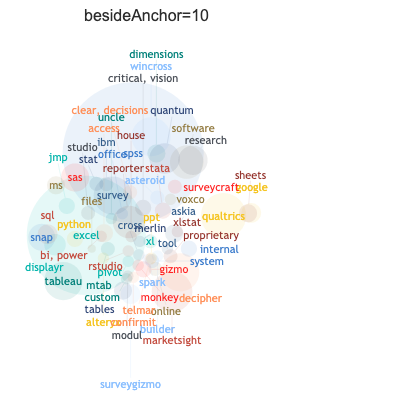 besideAnchor=10
dimensions
wincross
critical, vision
clear, decisions
quantum
uncle
access
house
software
ibm
research
studio
office
spss
jmp
stat
reporter
stata
sas
asteroid
sheets
ms
survey
surveycraft
google
files
voxco
sql
askia
qualtrics
ppt
python
cross
xlstat
merlin
snap
excel
xl
tool
proprietary
internal
bi, power
system
displayr
rstudio
gizmo
pivot
tableau
mtab
spark
custom
monkey
decipher
tables
telmar
online
alteryx
confirmit
builder
modul
marketsight
surveygizmo